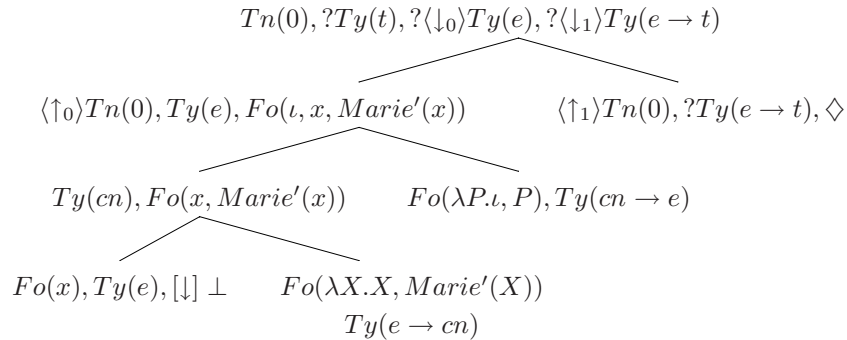 Tn(0), ?Ty(t), ?⟨↓₀⟩Ty(e), ?⟨↓₁⟩Ty(e → t)
⟨↑₀⟩Tn(0), Ty(e), Fo(ι, x, Marie′(x)) ⟨↑₁⟩Tn(0), ?Ty(e → t), ♢
Ty(cn), Fo(x, Marie′(x)) Fo(λP.ι, P), Ty(cn → e)
Fo(x), Ty(e), [↓] ⊥ Fo(λX.X, Marie′(X))
Ty(e → cn)